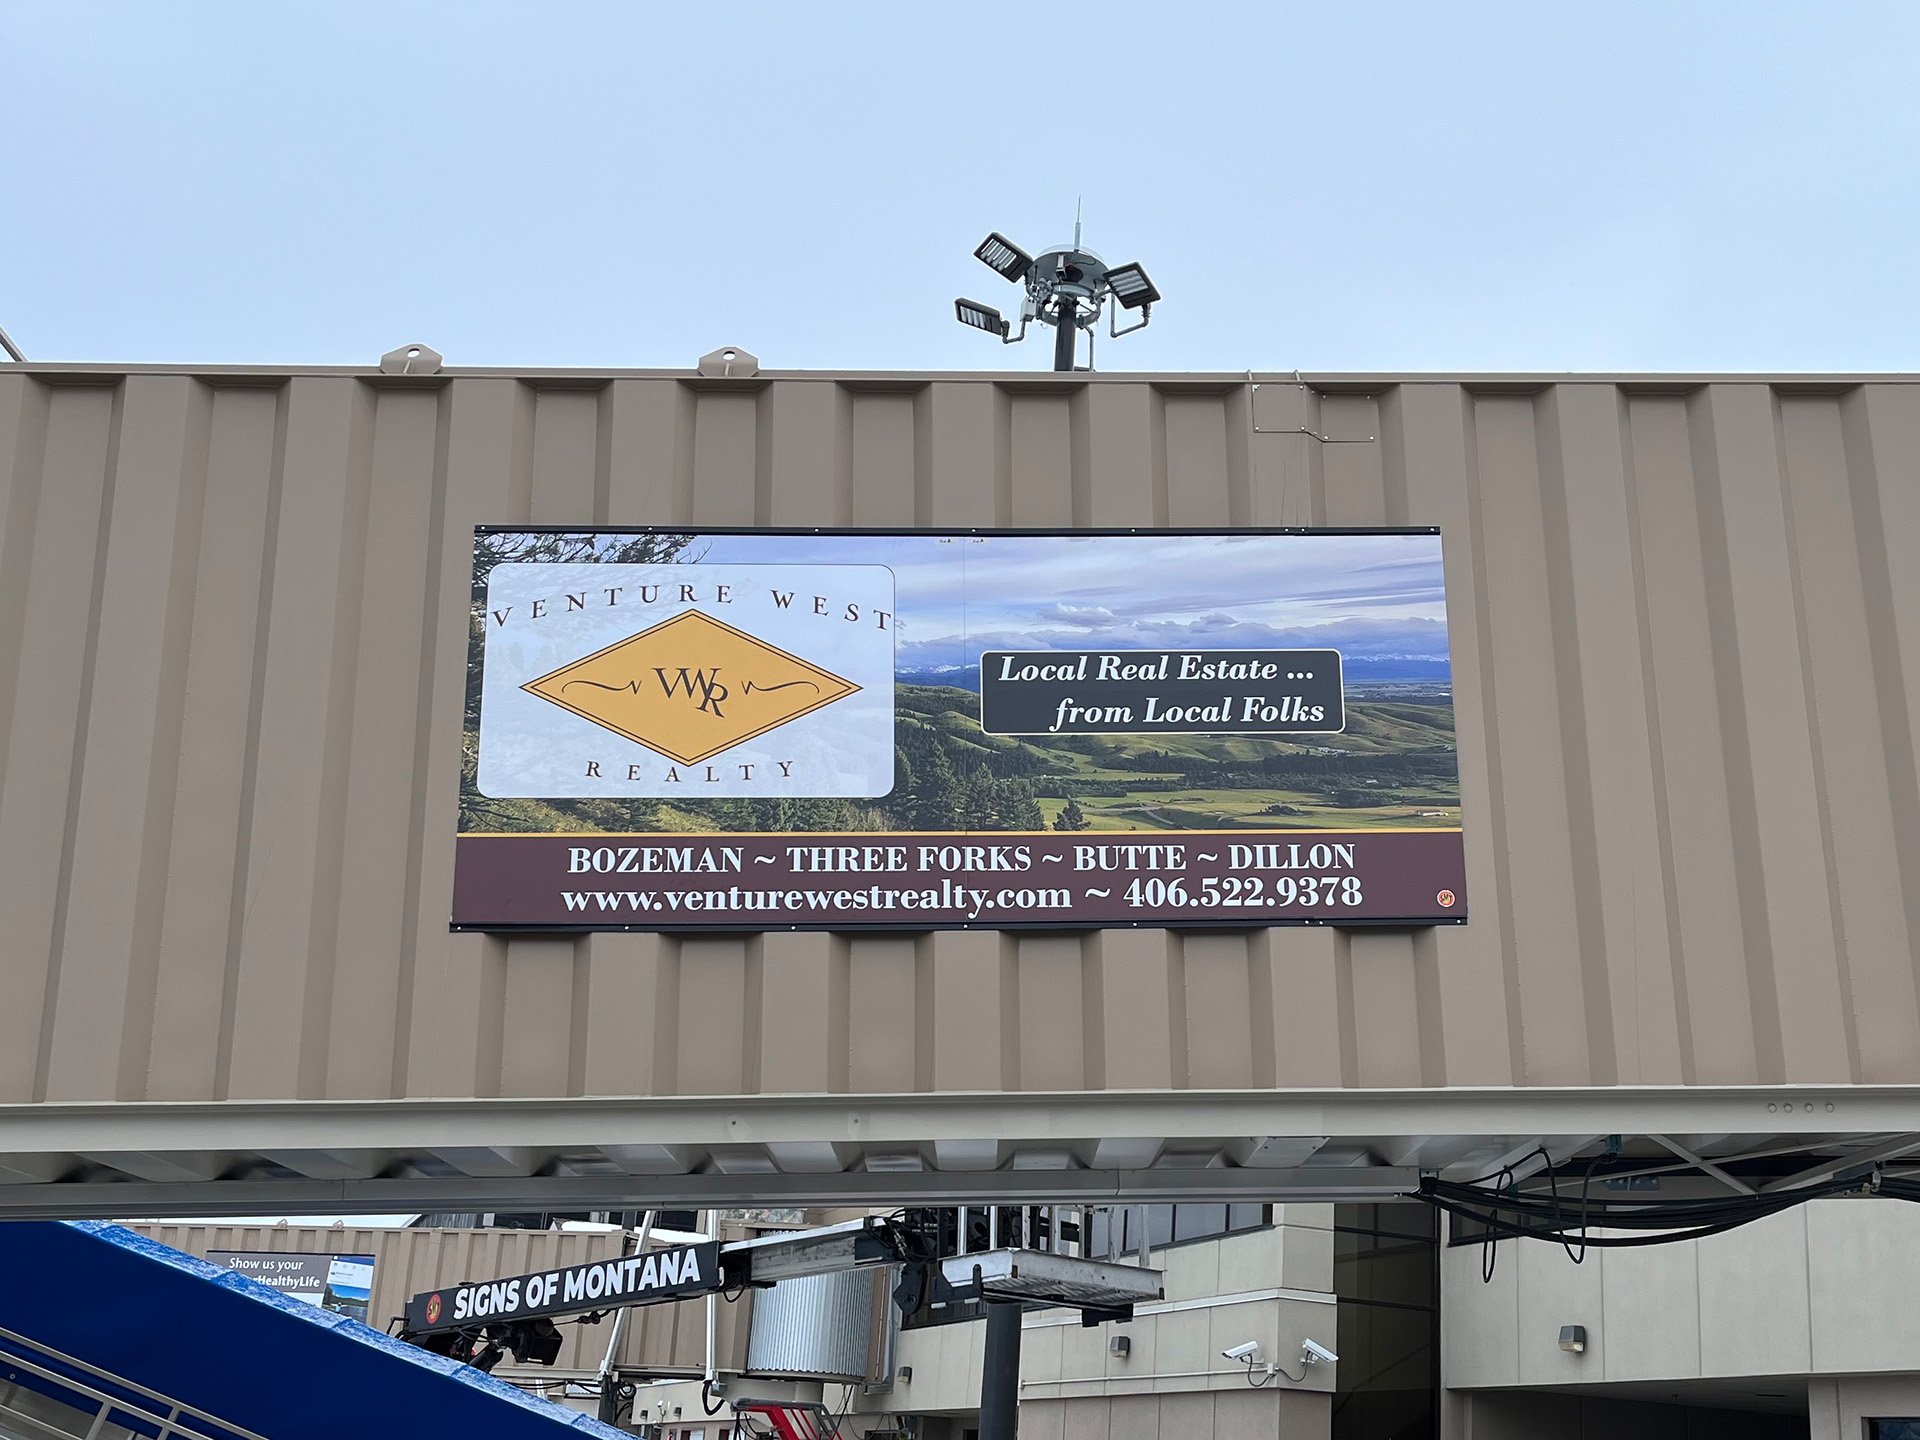 VENTURE WEST
VWR
REALTY
Local Real Estate ...
from Local Folks
BOZEMAN ~ THREE FORKS ~ BUTTE ~ DILLON
www.venturewestrealty.com ~ 406.522.9378
Show us your
HealthyLife
SIGNS OF MONTANA